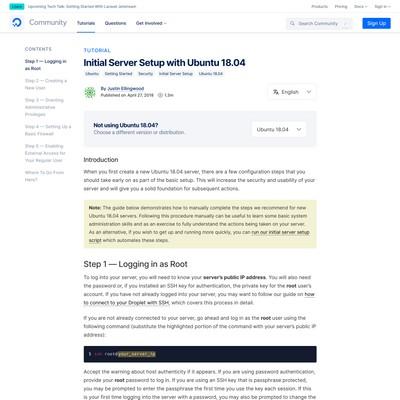 Upcoming Tech Talk: Getting Started With Laravel Jetstream
Products
Pricing
Docs
Sign in
Community
Tutorials
Questions
Get Involved
Search Community
Sign Up
CONTENTS
Step 1 — Logging in
as Root
Step 2 — Creating a
New User
Step 3 — Granting
Administrative
Privileges
Step 4 — Setting Up a
Basic Firewall
Step 5 — Enabling
External Access for
Your Regular User
Where To Go From
Here?
TUTORIAL
Initial Server Setup with Ubuntu 18.04
Ubuntu
Getting Started
Security
Initial Server Setup
Ubuntu 18.04
By Justin Ellingwood
Published on April 27, 2018
1.3m
English
Not using Ubuntu 18.04?
Choose a different version or distribution.
Ubuntu 18.04
Introduction
When you first create a new Ubuntu 18.04 server, there are a few configuration steps that you
should take early on as part of the basic setup. This will increase the security and usability of your
server and will give you a solid foundation for subsequent actions.
Note: The guide below demonstrates how to manually complete the steps we recommend for new
Ubuntu 18.04 servers. Following this procedure manually can be useful to learn some basic system
administration skills and as an exercise to fully understand the actions being taken on your server.
As an alternative, if you wish to get up and running more quickly, you can run our initial server setup
script which automates these steps.
Step 1 — Logging in as Root
To log into your server, you will need to know your server's public IP address. You will also need
the password or, if you installed an SSH key for authentication, the private key for the root user's
account. If you have not already logged into your server, you may want to follow our guide on how
to connect to your Droplet with SSH, which covers this process in detail.
If you are not already connected to your server, go ahead and log in as the root user using the
following command (substitute the highlighted portion of the command with your server's public IP
address):
$ ssh root@your_server_ip
Accept the warning about host authenticity if it appears. If you are using password authentication,
provide your root password to log in. If you are using an SSH key that is passphrase protected,
you may be prompted to enter the passphrase the first time you use the key each session. If this
is your first time logging into the server with a password, you may also be prompted to change the